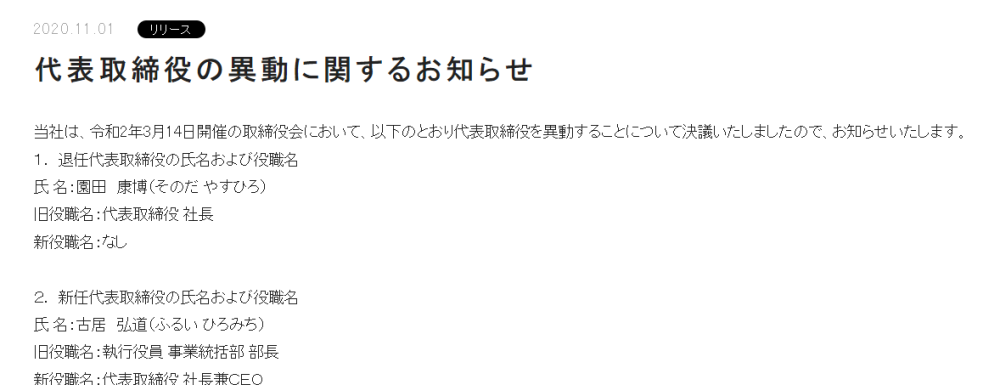 2020.11.01 リリース
代表取締役の異動に関するお知らせ
当社は、令和2年3月14日開催の取締役会において、以下のとおり代表取締役を異動することについて決議いたしましたので、お知らせいたします。
1. 退任代表取締役の氏名および役職名
氏 名:園田 康博(そのだ やすひろ)
旧役職名:代表取締役 社長
新役職名:なし
2. 新任代表取締役の氏名および役職名
氏 名:古居 弘道(ふるい ひろみち)
旧役職名:執行役員 事業統括部 部長
新役職名:代表取締役 社長兼CEO